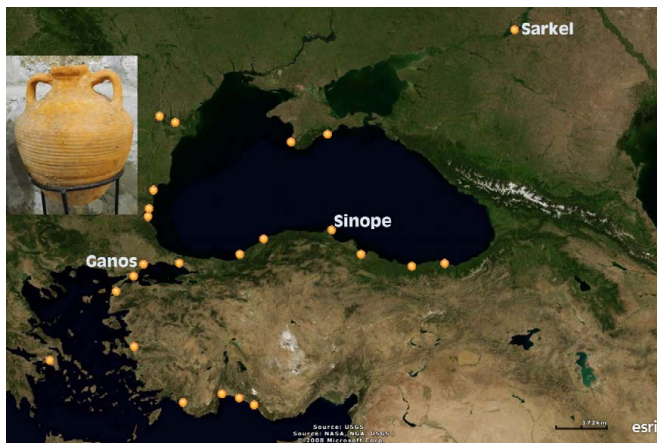 Sarkel
Sinope
Ganos
172km
Source: USGS
Source: NASA, NGA, USGS
©2008 Microsoft Corp.
esri